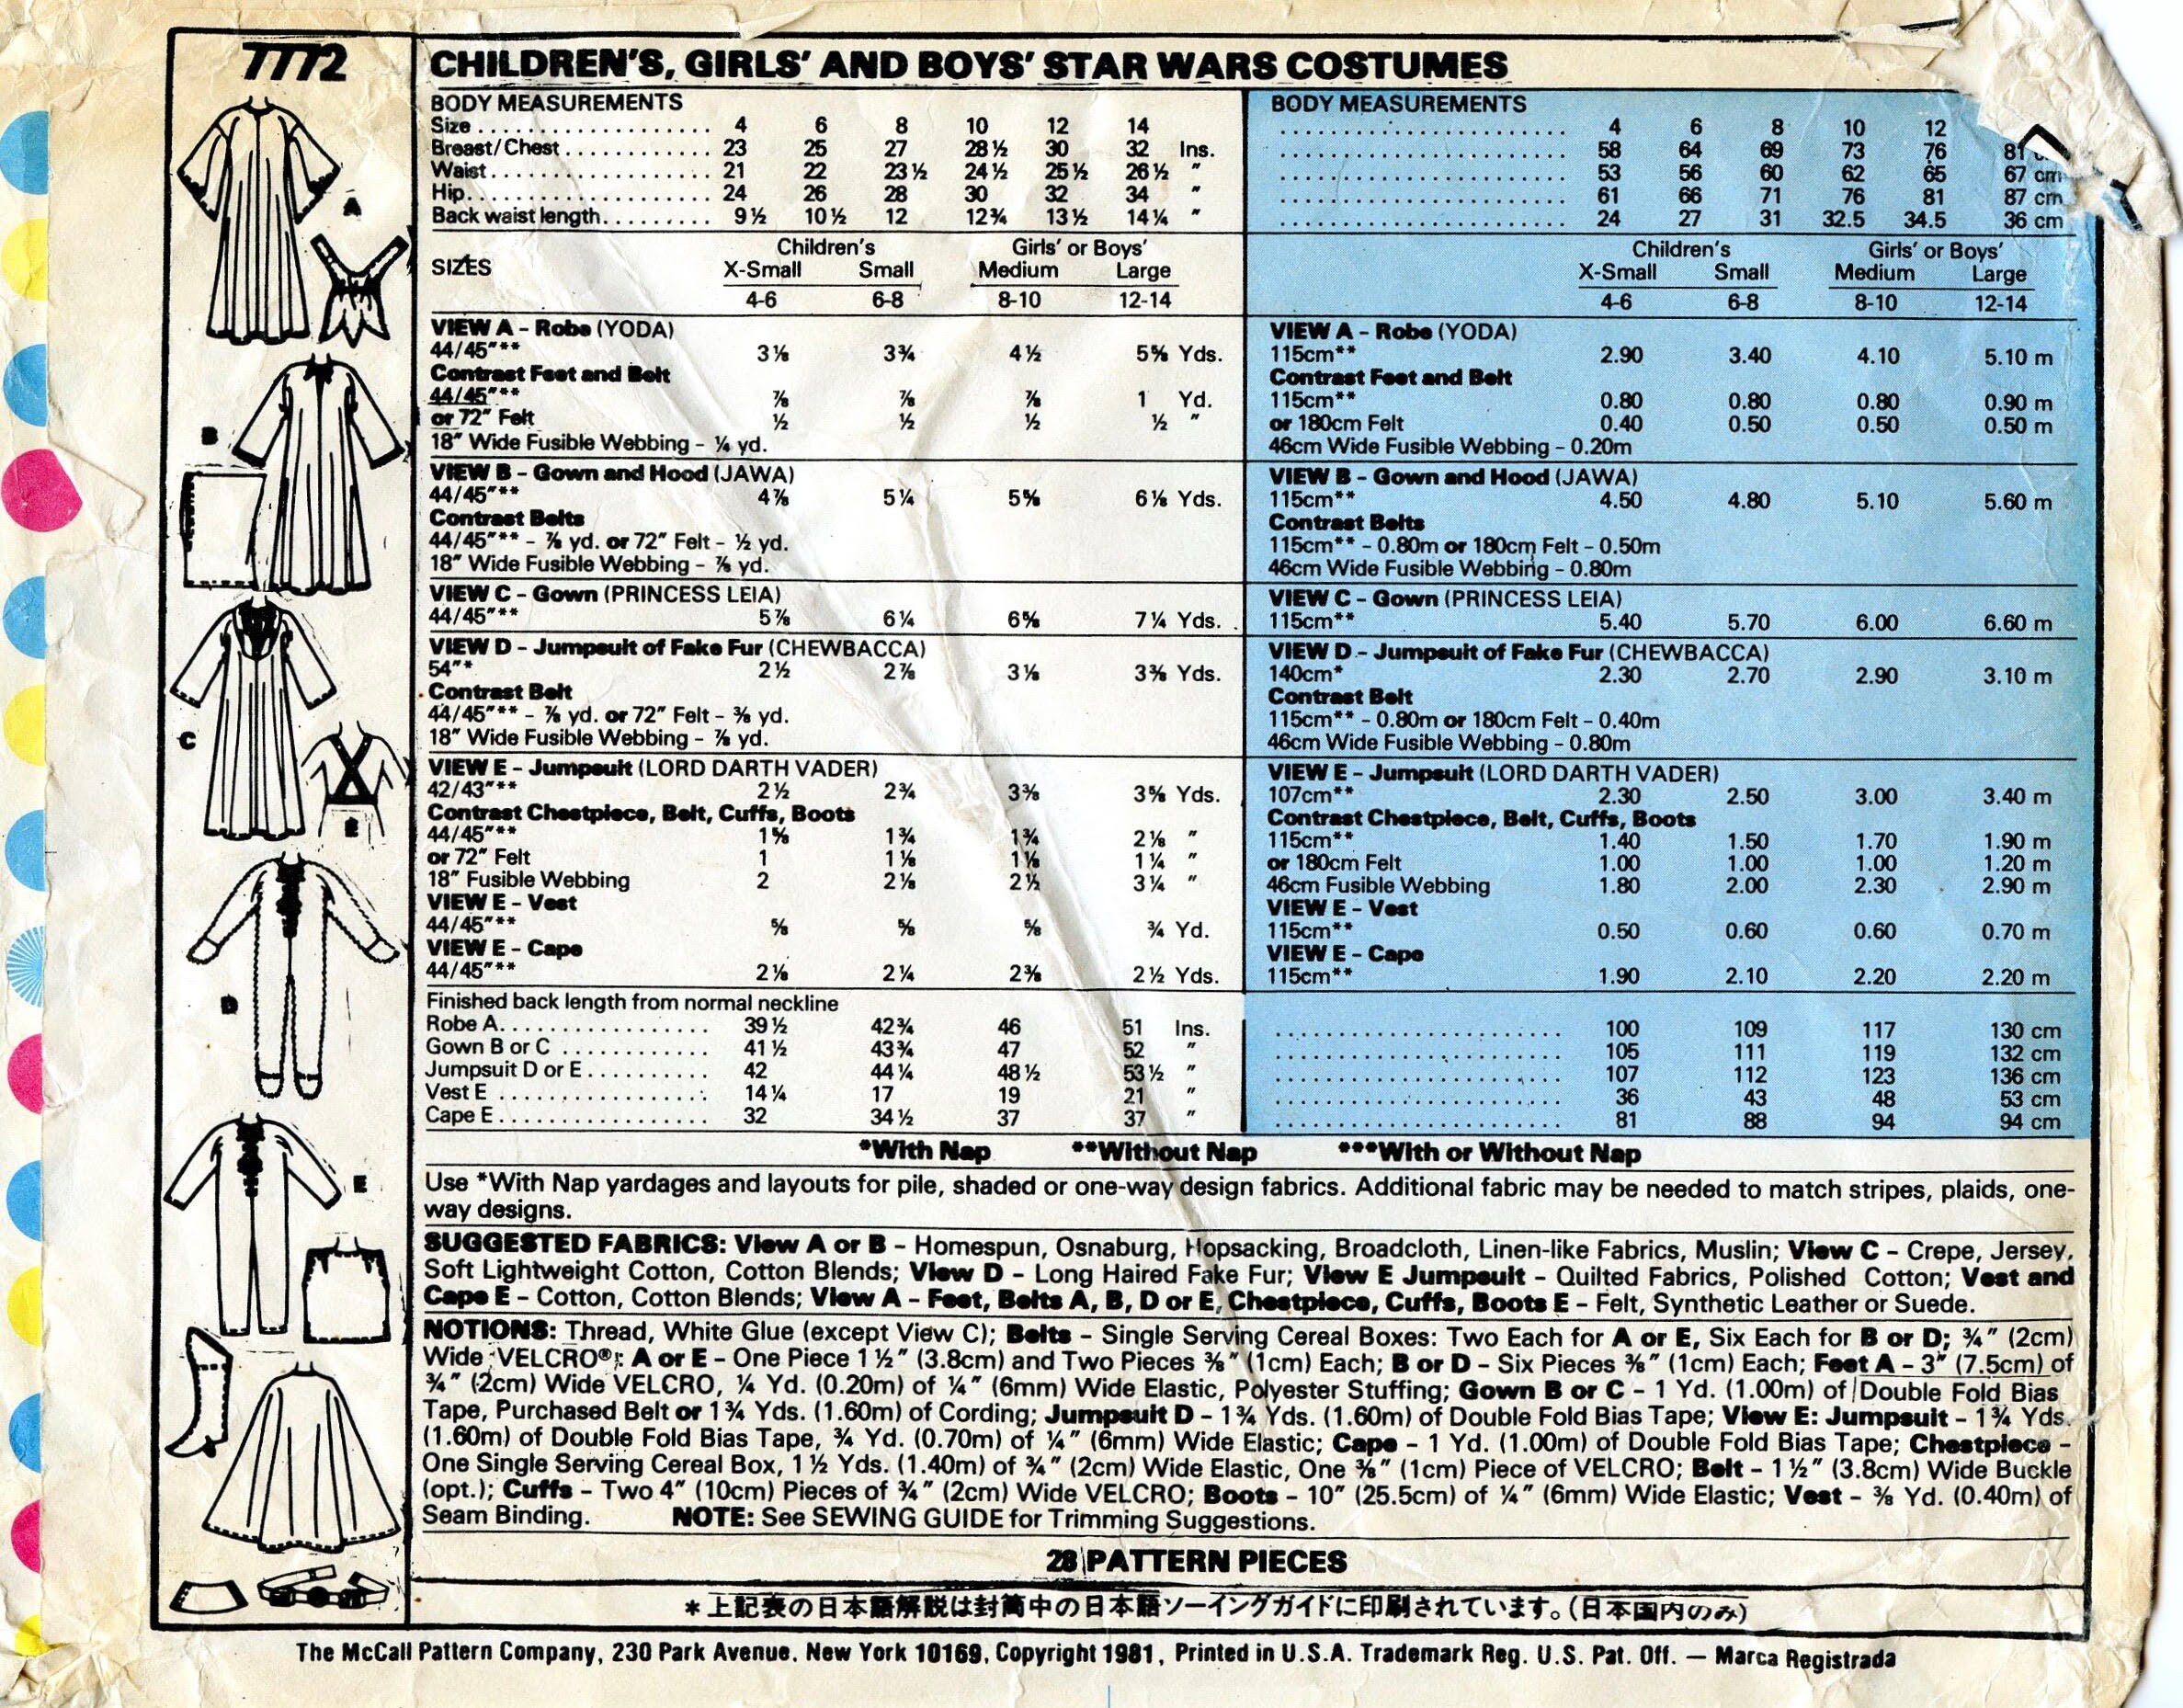 7772
CHILDREN'S, GIRLS' AND BOYS' STAR WARS COSTUMES
BODY MEASUREMENTS
Size 4 6 8 10 12 14
Breast/Chest 23 25 27 28½ 30 32 Ins.
Waist 21 22 23½ 24½ 25½ 26½ "
Hip 24 26 28 30 32 34 "
Back waist length 9½ 10½ 12 12¾ 13½ 14¼ "
Children's Girls' or Boys'
SIZES X-Small Small Medium Large
4-6 6-8 8-10 12-14
VIEW A - Robe (YODA)
44/45"** 3⅛ 3¾ 4½ 5⅝ Yds.
Contrast Feet and Belt
44/45"** ⅞ ⅞ ⅞ 1 Yd.
or 72" Felt ½ ½ ½ ½ "
18" Wide Fusible Webbing - ¼ yd.
VIEW B - Gown and Hood (JAWA)
44/45"** 4⅞ 5¼ 5⅝ 6⅛ Yds.
Contrast Belts
44/45"** - ⅞ yd. or 72" Felt - ½ yd.
18" Wide Fusible Webbing - ⅞ yd.
VIEW C - Gown (PRINCESS LEIA)
44/45"** 5⅞ 6¼ 6⅝ 7¼ Yds.
VIEW D - Jumpsuit of Fake Fur (CHEWBACCA)
54"* 2½ 2⅞ 3⅛ 3⅜ Yds.
Contrast Belt
44/45"** - ⅞ yd. or 72" Felt - ⅜ yd.
18" Wide Fusible Webbing - ⅞ yd.
VIEW E - Jumpsuit (LORD DARTH VADER)
42/43"** 2½ 2¾ 3⅜ 3⅝ Yds.
Contrast Chestpiece, Belt, Cuffs, Boots
44/45"** 1⅝ 1¾ 1¾ 2⅛ "
or 72" Felt 1 1⅛ 1⅛ 1¼ "
18" Fusible Webbing 2 2⅛ 2½ 3¼ "
VIEW E - Vest
44/45"** ⅝ ⅝ ⅝ ¾ Yd.
VIEW E - Cape
44/45"** 2⅛ 2¼ 2⅜ 2½ Yds.
Finished back length from normal neckline
Robe A 39½ 42¾ 46 51 Ins.
Gown B or C 41½ 43¾ 47 52 "
Jumpsuit D or E 42 44¼ 48½ 53½ "
Vest E 14¼ 17 19 21 "
Cape E 32 34½ 37 37 "
BODY MEASUREMENTS
4 6 8 10 12
58 64 69 73 76 81
53 56 60 62 65 67 cm
61 66 71 76 81 87 cm
24 27 31 32.5 34.5 36 cm
Children's Girls' or Boys'
X-Small Small Medium Large
4-6 6-8 8-10 12-14
VIEW A - Robe (YODA)
115cm** 2.90 3.40 4.10 5.10 m
Contrast Feet and Belt
115cm** 0.80 0.80 0.80 0.90 m
or 180cm Felt 0.40 0.50 0.50 0.50 m
46cm Wide Fusible Webbing - 0.20m
VIEW B - Gown and Hood (JAWA)
115cm** 4.50 4.80 5.10 5.60 m
Contrast Belts
115cm** - 0.80m or 180cm Felt - 0.50m
46cm Wide Fusible Webbing - 0.80m
VIEW C - Gown (PRINCESS LEIA)
115cm** 5.40 5.70 6.00 6.60 m
VIEW D - Jumpsuit of Fake Fur (CHEWBACCA)
140cm* 2.30 2.70 2.90 3.10 m
Contrast Belt
115cm** - 0.80m or 180cm Felt - 0.40m
46cm Wide Fusible Webbing - 0.80m
VIEW E - Jumpsuit (LORD DARTH VADER)
107cm** 2.30 2.50 3.00 3.40 m
Contrast Chestpiece, Belt, Cuffs, Boots
115cm** 1.40 1.50 1.70 1.90 m
or 180cm Felt 1.00 1.00 1.00 1.20 m
46cm Fusible Webbing 1.80 2.00 2.30 2.90 m
VIEW E - Vest
115cm** 0.50 0.60 0.60 0.70 m
VIEW E - Cape
115cm** 1.90 2.10 2.20 2.20 m
100 109 117 130 cm
105 111 119 132 cm
107 112 123 136 cm
36 43 48 53 cm
81 88 94 94 cm
*With Nap **Without Nap ***With or Without Nap
Use *With Nap yardages and layouts for pile, shaded or one-way design fabrics. Additional fabric may be needed to match stripes, plaids, one-
way designs.
SUGGESTED FABRICS: View A or B - Homespun, Osnaburg, Hopsacking, Broadcloth, Linen-like Fabrics, Muslin; View C - Crepe, Jersey,
Soft Lightweight Cotton, Cotton Blends; View D - Long Haired Fake Fur; View E Jumpsuit - Quilted Fabrics, Polished Cotton; Vest and
Cape E - Cotton, Cotton Blends; View A - Feet, Belts A, B, D or E, Chestpiece, Cuffs, Boots E - Felt, Synthetic Leather or Suede.
NOTIONS: Thread, White Glue (except View C); Belts - Single Serving Cereal Boxes: Two Each for A or E, Six Each for B or D; ¾" (2cm)
Wide VELCRO®: A or E - One Piece 1½" (3.8cm) and Two Pieces ⅜" (1cm) Each; B or D - Six Pieces ⅜" (1cm) Each; Feet A - 3" (7.5cm) of
¾" (2cm) Wide VELCRO, ¼ Yd. (0.20m) of ¼" (6mm) Wide Elastic, Polyester Stuffing; Gown B or C - 1 Yd. (1.00m) of Double Fold Bias
Tape, Purchased Belt or 1¾ Yds. (1.60m) of Cording; Jumpsuit D - 1¾ Yds. (1.60m) of Double Fold Bias Tape; View E: Jumpsuit - 1¾ Yds.
(1.60m) of Double Fold Bias Tape, ¾ Yd. (0.70m) of ¼" (6mm) Wide Elastic; Cape - 1 Yd. (1.00m) of Double Fold Bias Tape; Chestpiece -
One Single Serving Cereal Box, 1½ Yds. (1.40m) of ¾" (2cm) Wide Elastic, One ⅜" (1cm) Piece of VELCRO; Belt - 1½" (3.8cm) Wide Buckle
(opt.); Cuffs - Two 4" (10cm) Pieces of ¾" (2cm) Wide VELCRO; Boots - 10" (25.5cm) of ¼" (6mm) Wide Elastic; Vest - ⅜ Yd. (0.40m) of
Seam Binding. NOTE: See SEWING GUIDE for Trimming Suggestions.
28 PATTERN PIECES
*上記表の日本語解説は封筒中の日本語ソーイングガイドに印刷されています。(日本国内のみ)
The McCall Pattern Company, 230 Park Avenue, New York 10169, Copyright 1981, Printed in U.S.A. Trademark Reg. U.S. Pat. Off. — Marca Registrada
A
B
C
E
D
E